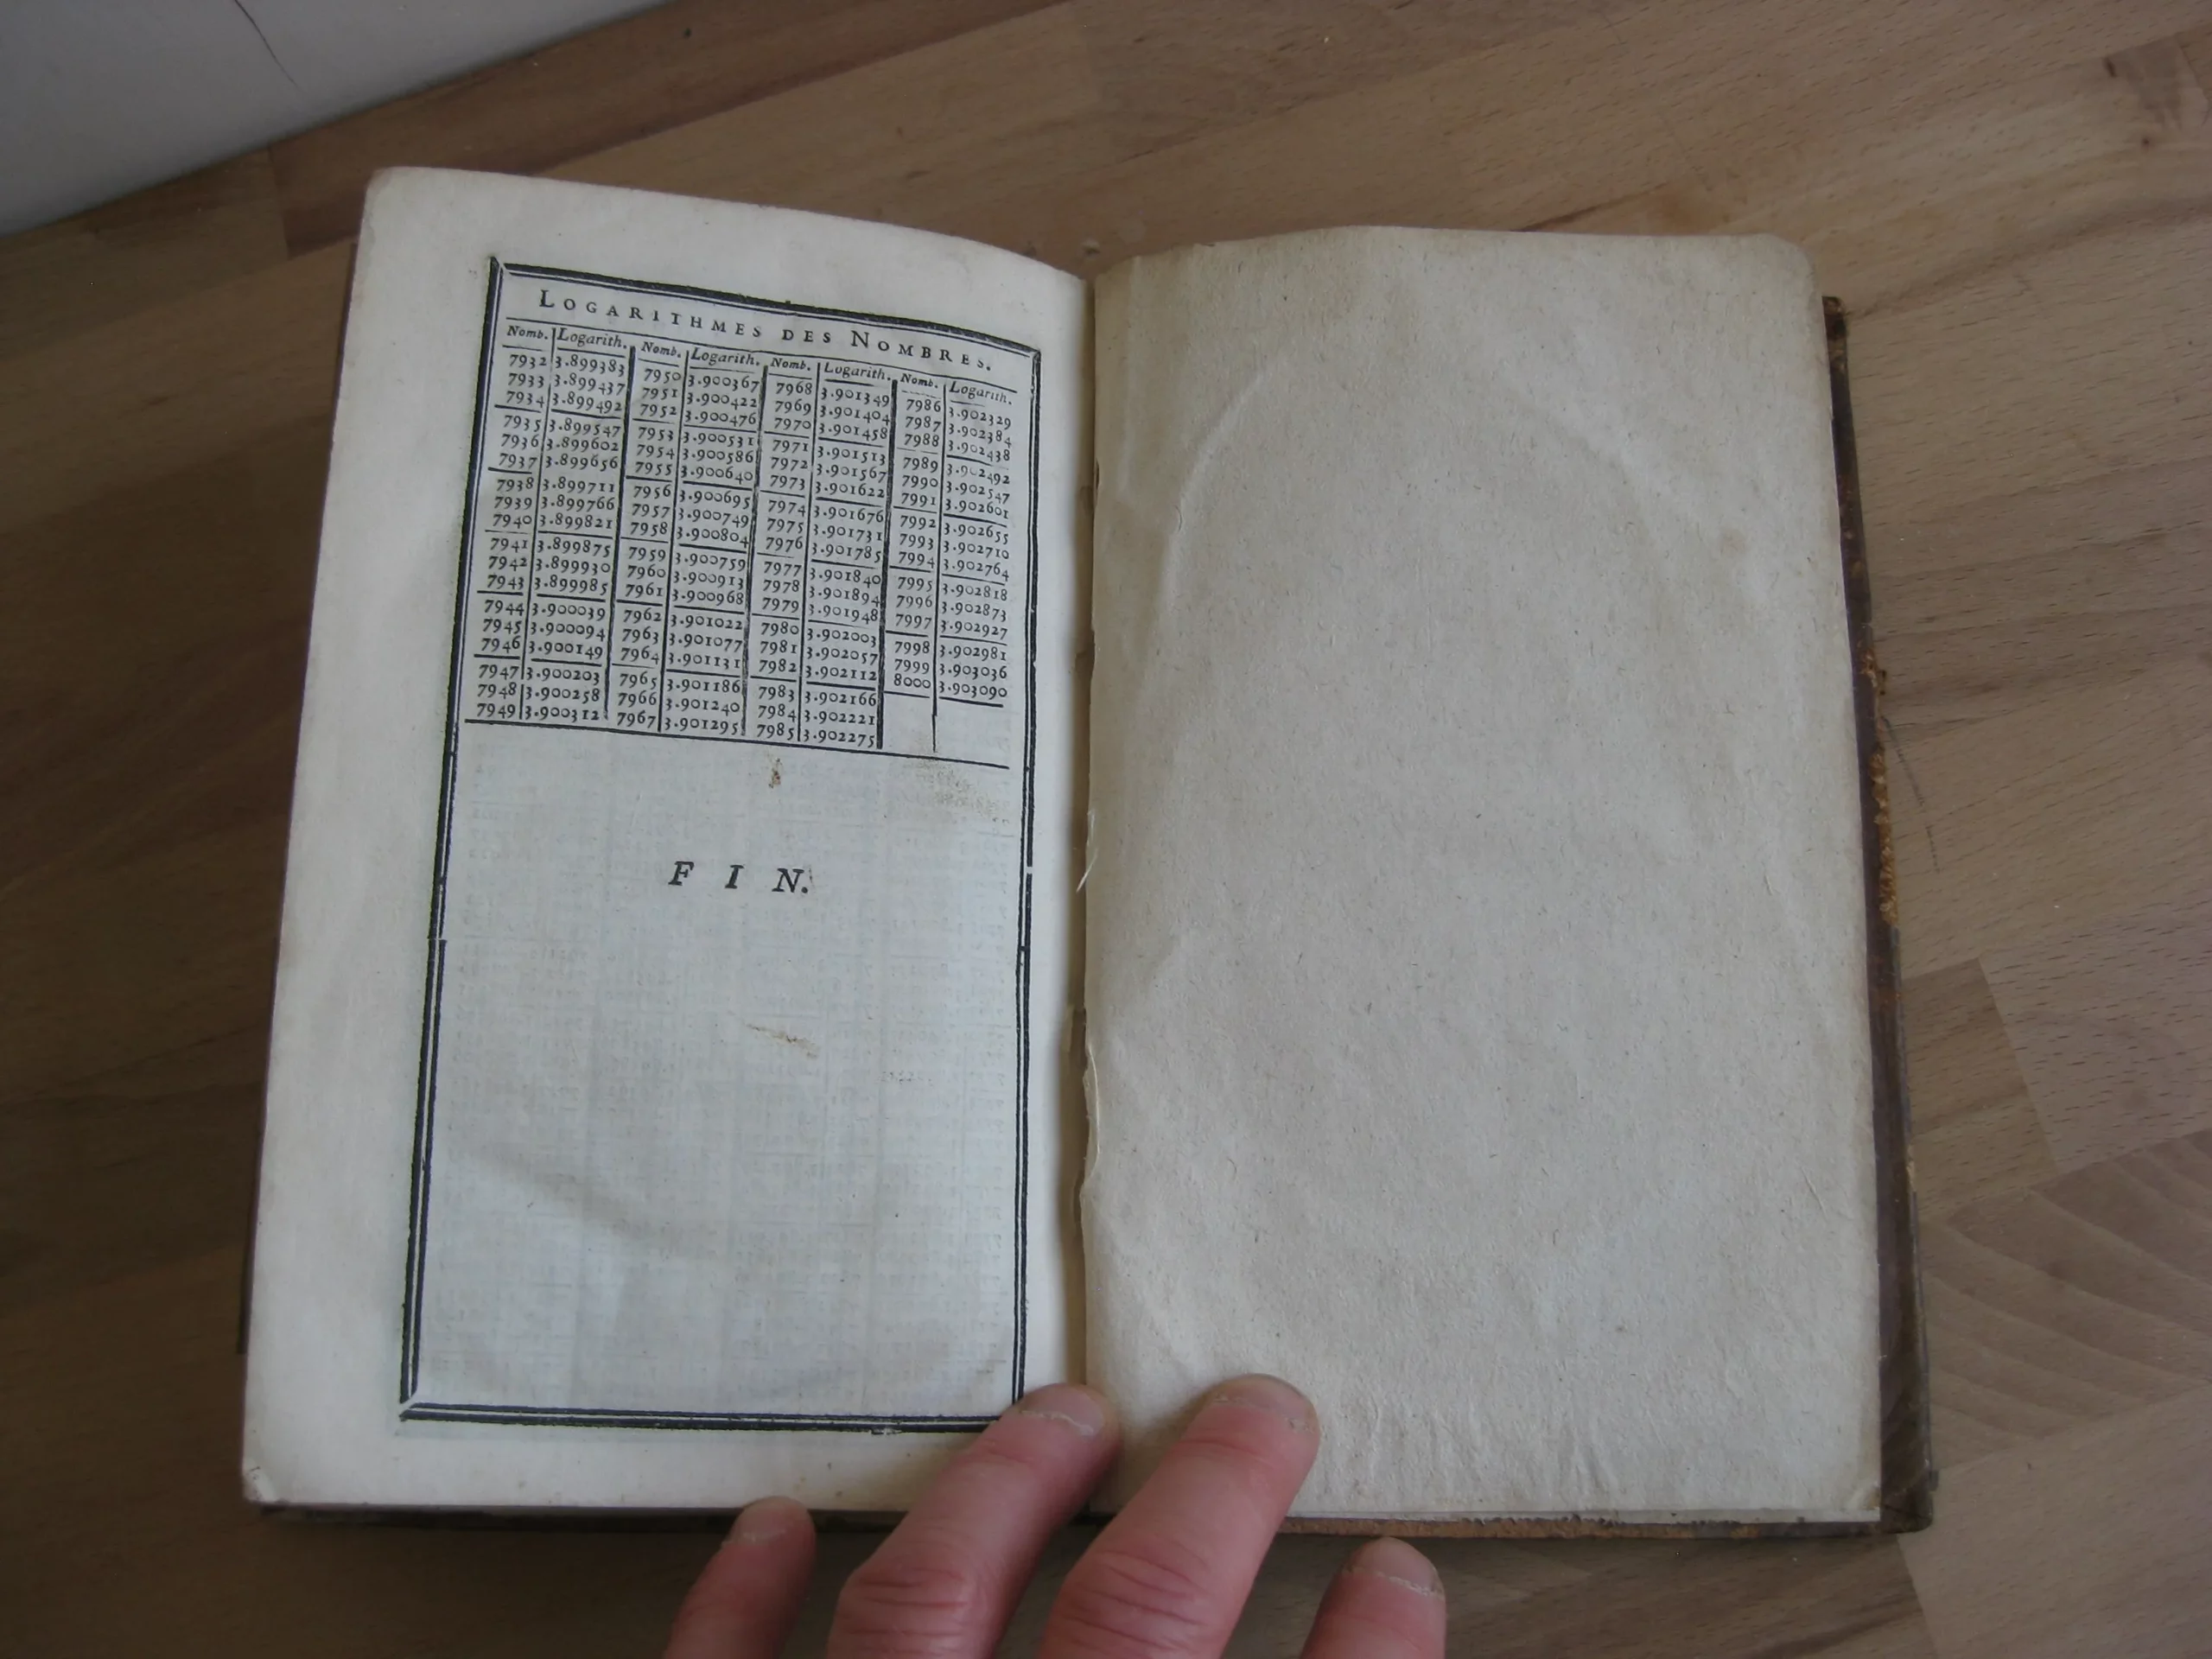 LOGARITHMES DES NOMBRES.
Nomb. Logarith. Nomb. Logarith. Nomb. Logarith. Nomb. Logarith.
7932 3.899383 7950 3.900367 7968 3.901349 7986 3.902329
7933 3.899437 7951 3.900422 7969 3.901404 7987 3.902384
7934 3.899492 7952 3.900476 7970 3.901458 7988 3.902438
7935 3.899547 7953 3.900531 7971 3.901513 7989 3.902492
7936 3.899602 7954 3.900586 7972 3.901567 7990 3.902547
7937 3.899656 7955 3.900640 7973 3.901622 7991 3.902601
7938 3.899711 7956 3.900695 7974 3.901676 7992 3.902655
7939 3.899766 7957 3.900749 7975 3.901731 7993 3.902710
7940 3.899821 7958 3.900804 7976 3.901785 7994 3.902764
7941 3.899875 7959 3.900759 7977 3.901840 7995 3.902818
7942 3.899930 7960 3.900913 7978 3.901894 7996 3.902873
7943 3.899985 7961 3.900968 7979 3.901948 7997 3.902927
7944 3.900039 7962 3.901022 7980 3.902003 7998 3.902981
7945 3.900094 7963 3.901077 7981 3.902057 7999 3.903036
7946 3.900149 7964 3.901131 7982 3.902112 8000 3.903090
7947 3.900203 7965 3.901186 7983 3.902166
7948 3.900258 7966 3.901240 7984 3.902221
7949 3.900312 7967 3.901295 7985 3.902275
F I N.